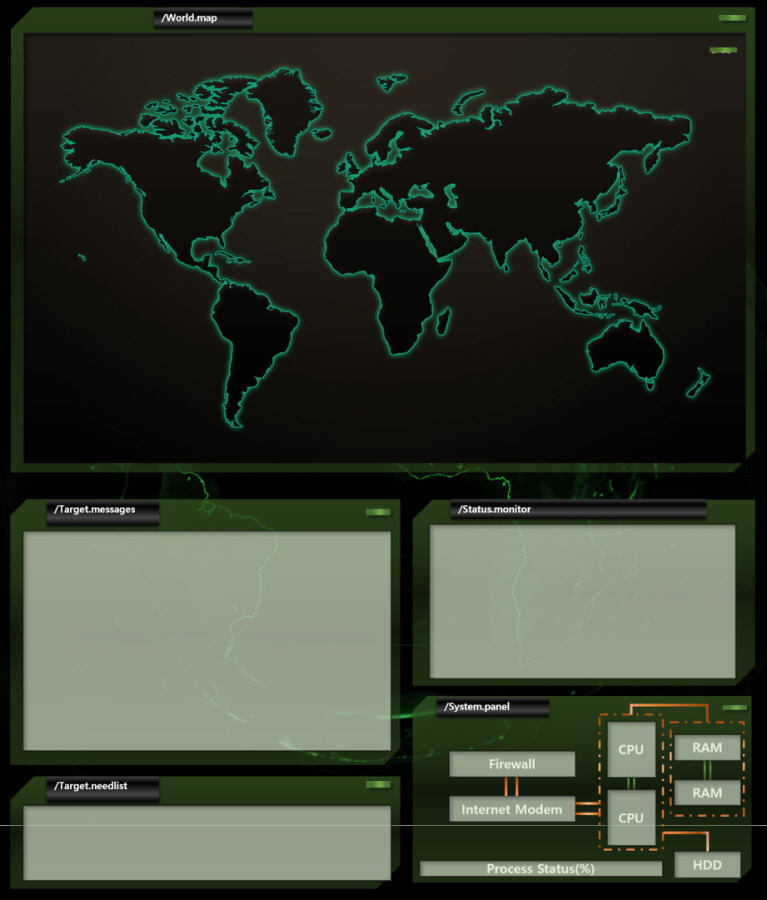 /World.map
/Target.messages
/Status.monitor
/System.panel
CPU
RAM
Firewall
RAM
Internet Modem
CPU
/Target.needlist
Process Status(%)
HDD